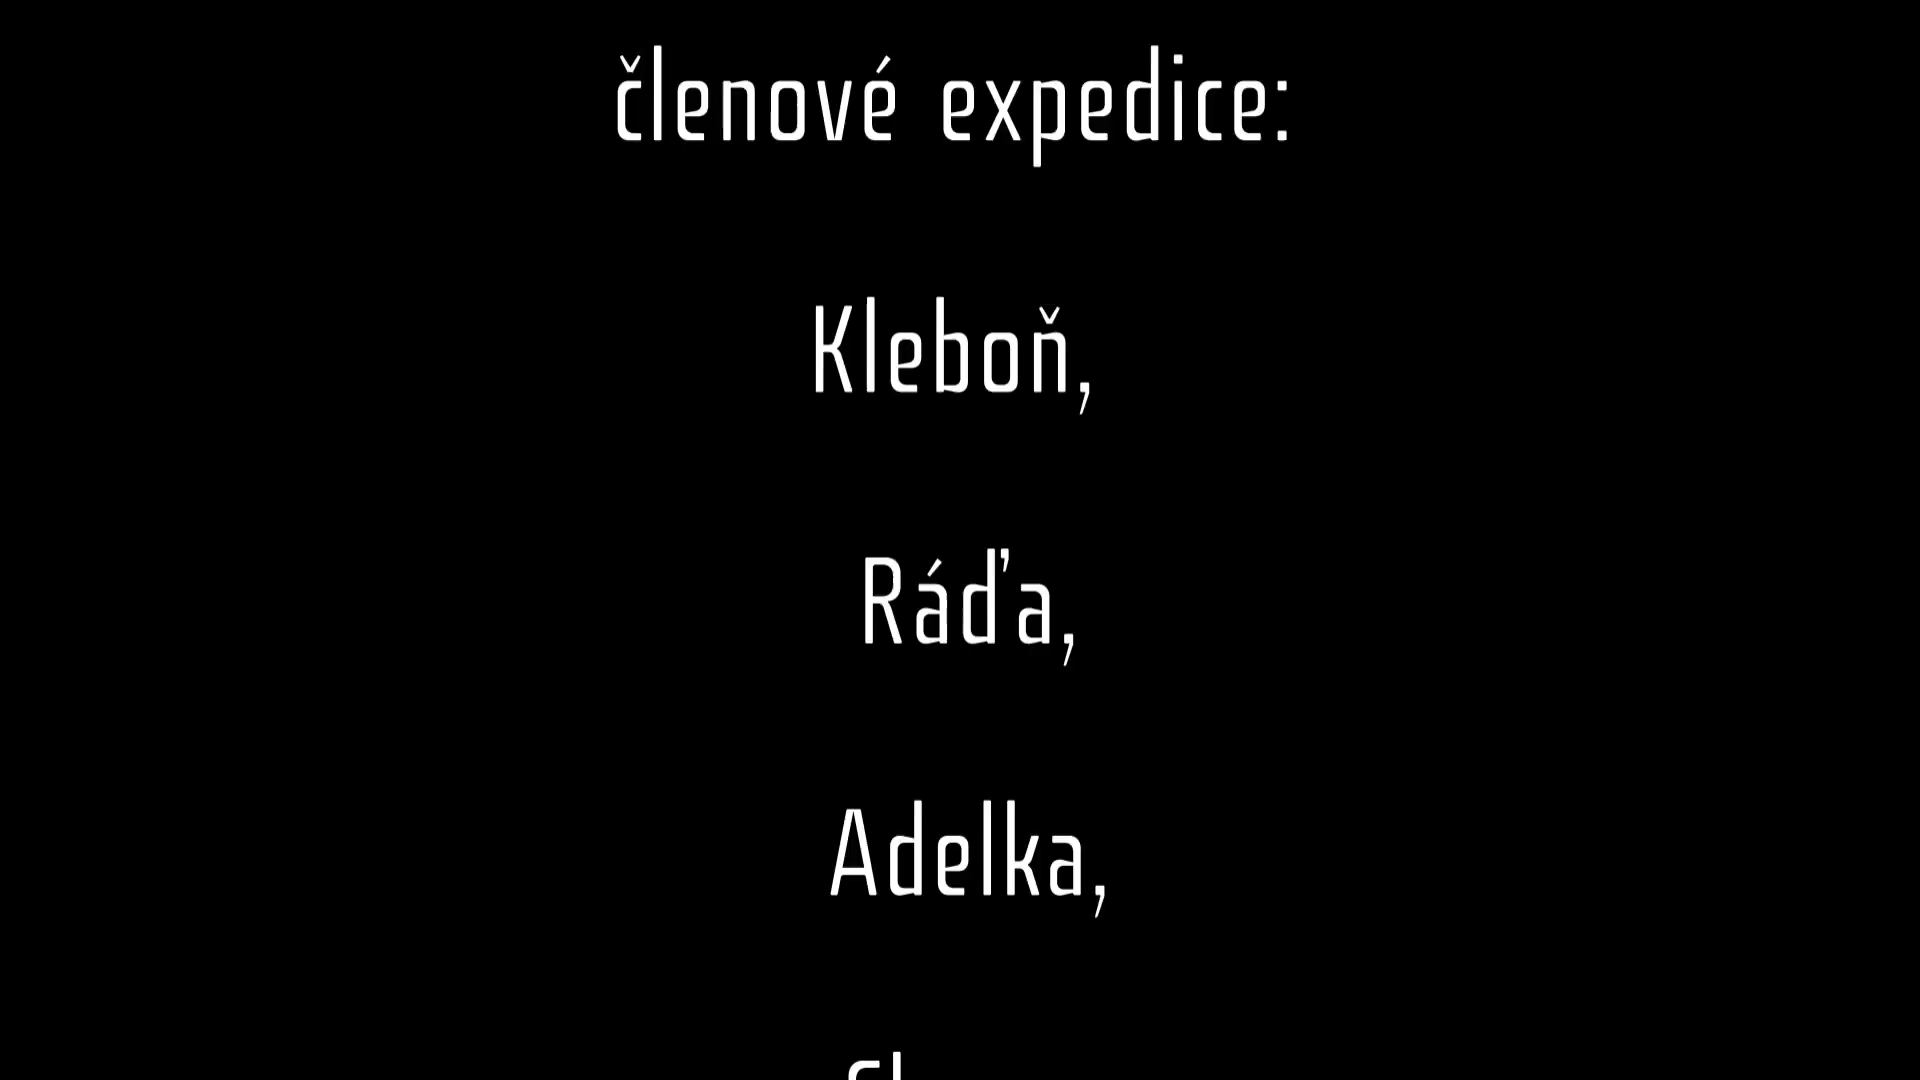 členové expedice:
Kleboň,
Ráďa,
Adelka,